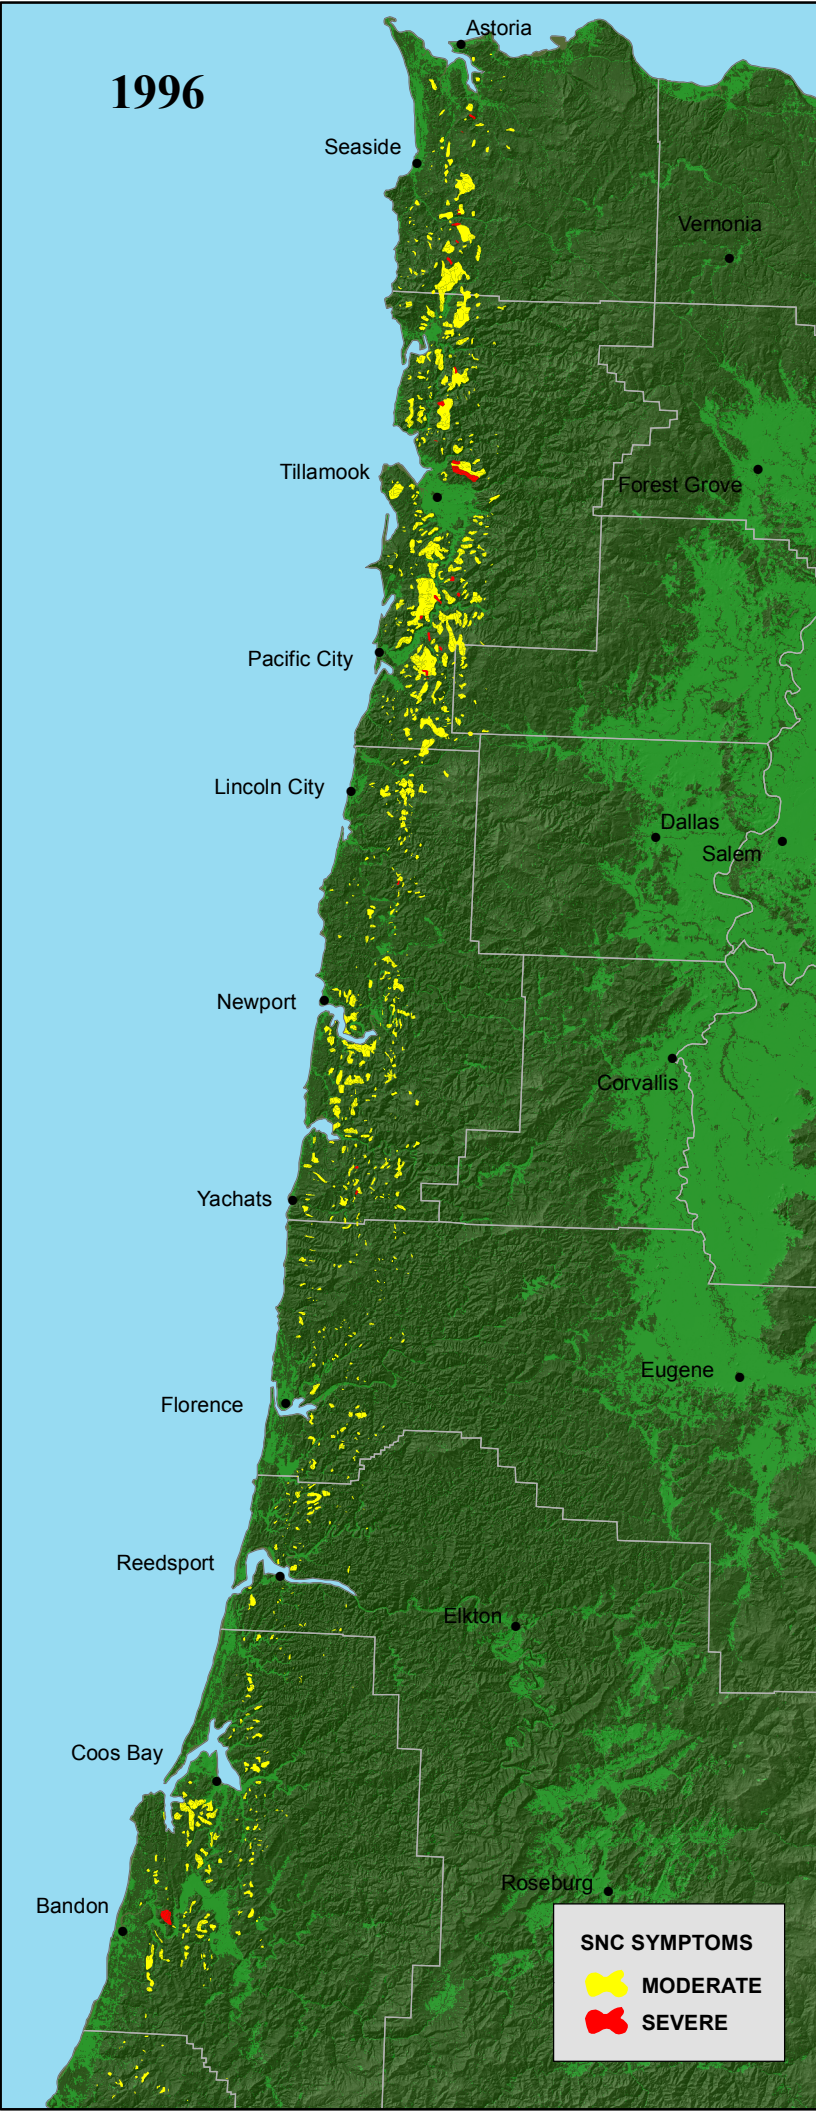 Astoria
1996
Seaside
Vernonia
Tillamook
Forest Grove
Pacific City
Lincoln City
Dallas
Salem
Newport
Corvallis
Yachats
Eugene
Florence
Reedsport
Elkton
Coos Bay
Roseburg
Bandon
SNC SYMPTOMS
MODERATE
SEVERE